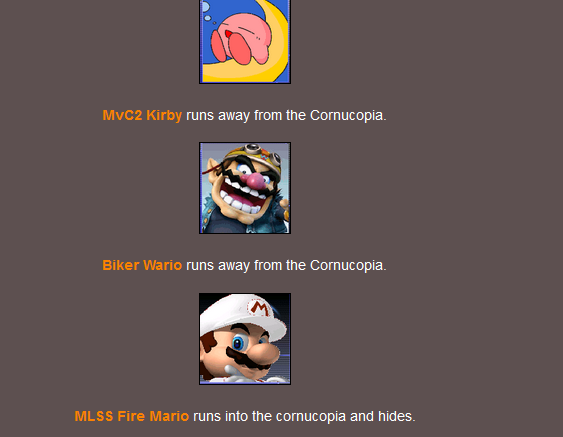 MvC2 Kirby runs away from the Cornucopia.
Biker Wario runs away from the Cornucopia.
M
MLSS Fire Mario runs into the cornucopia and hides.